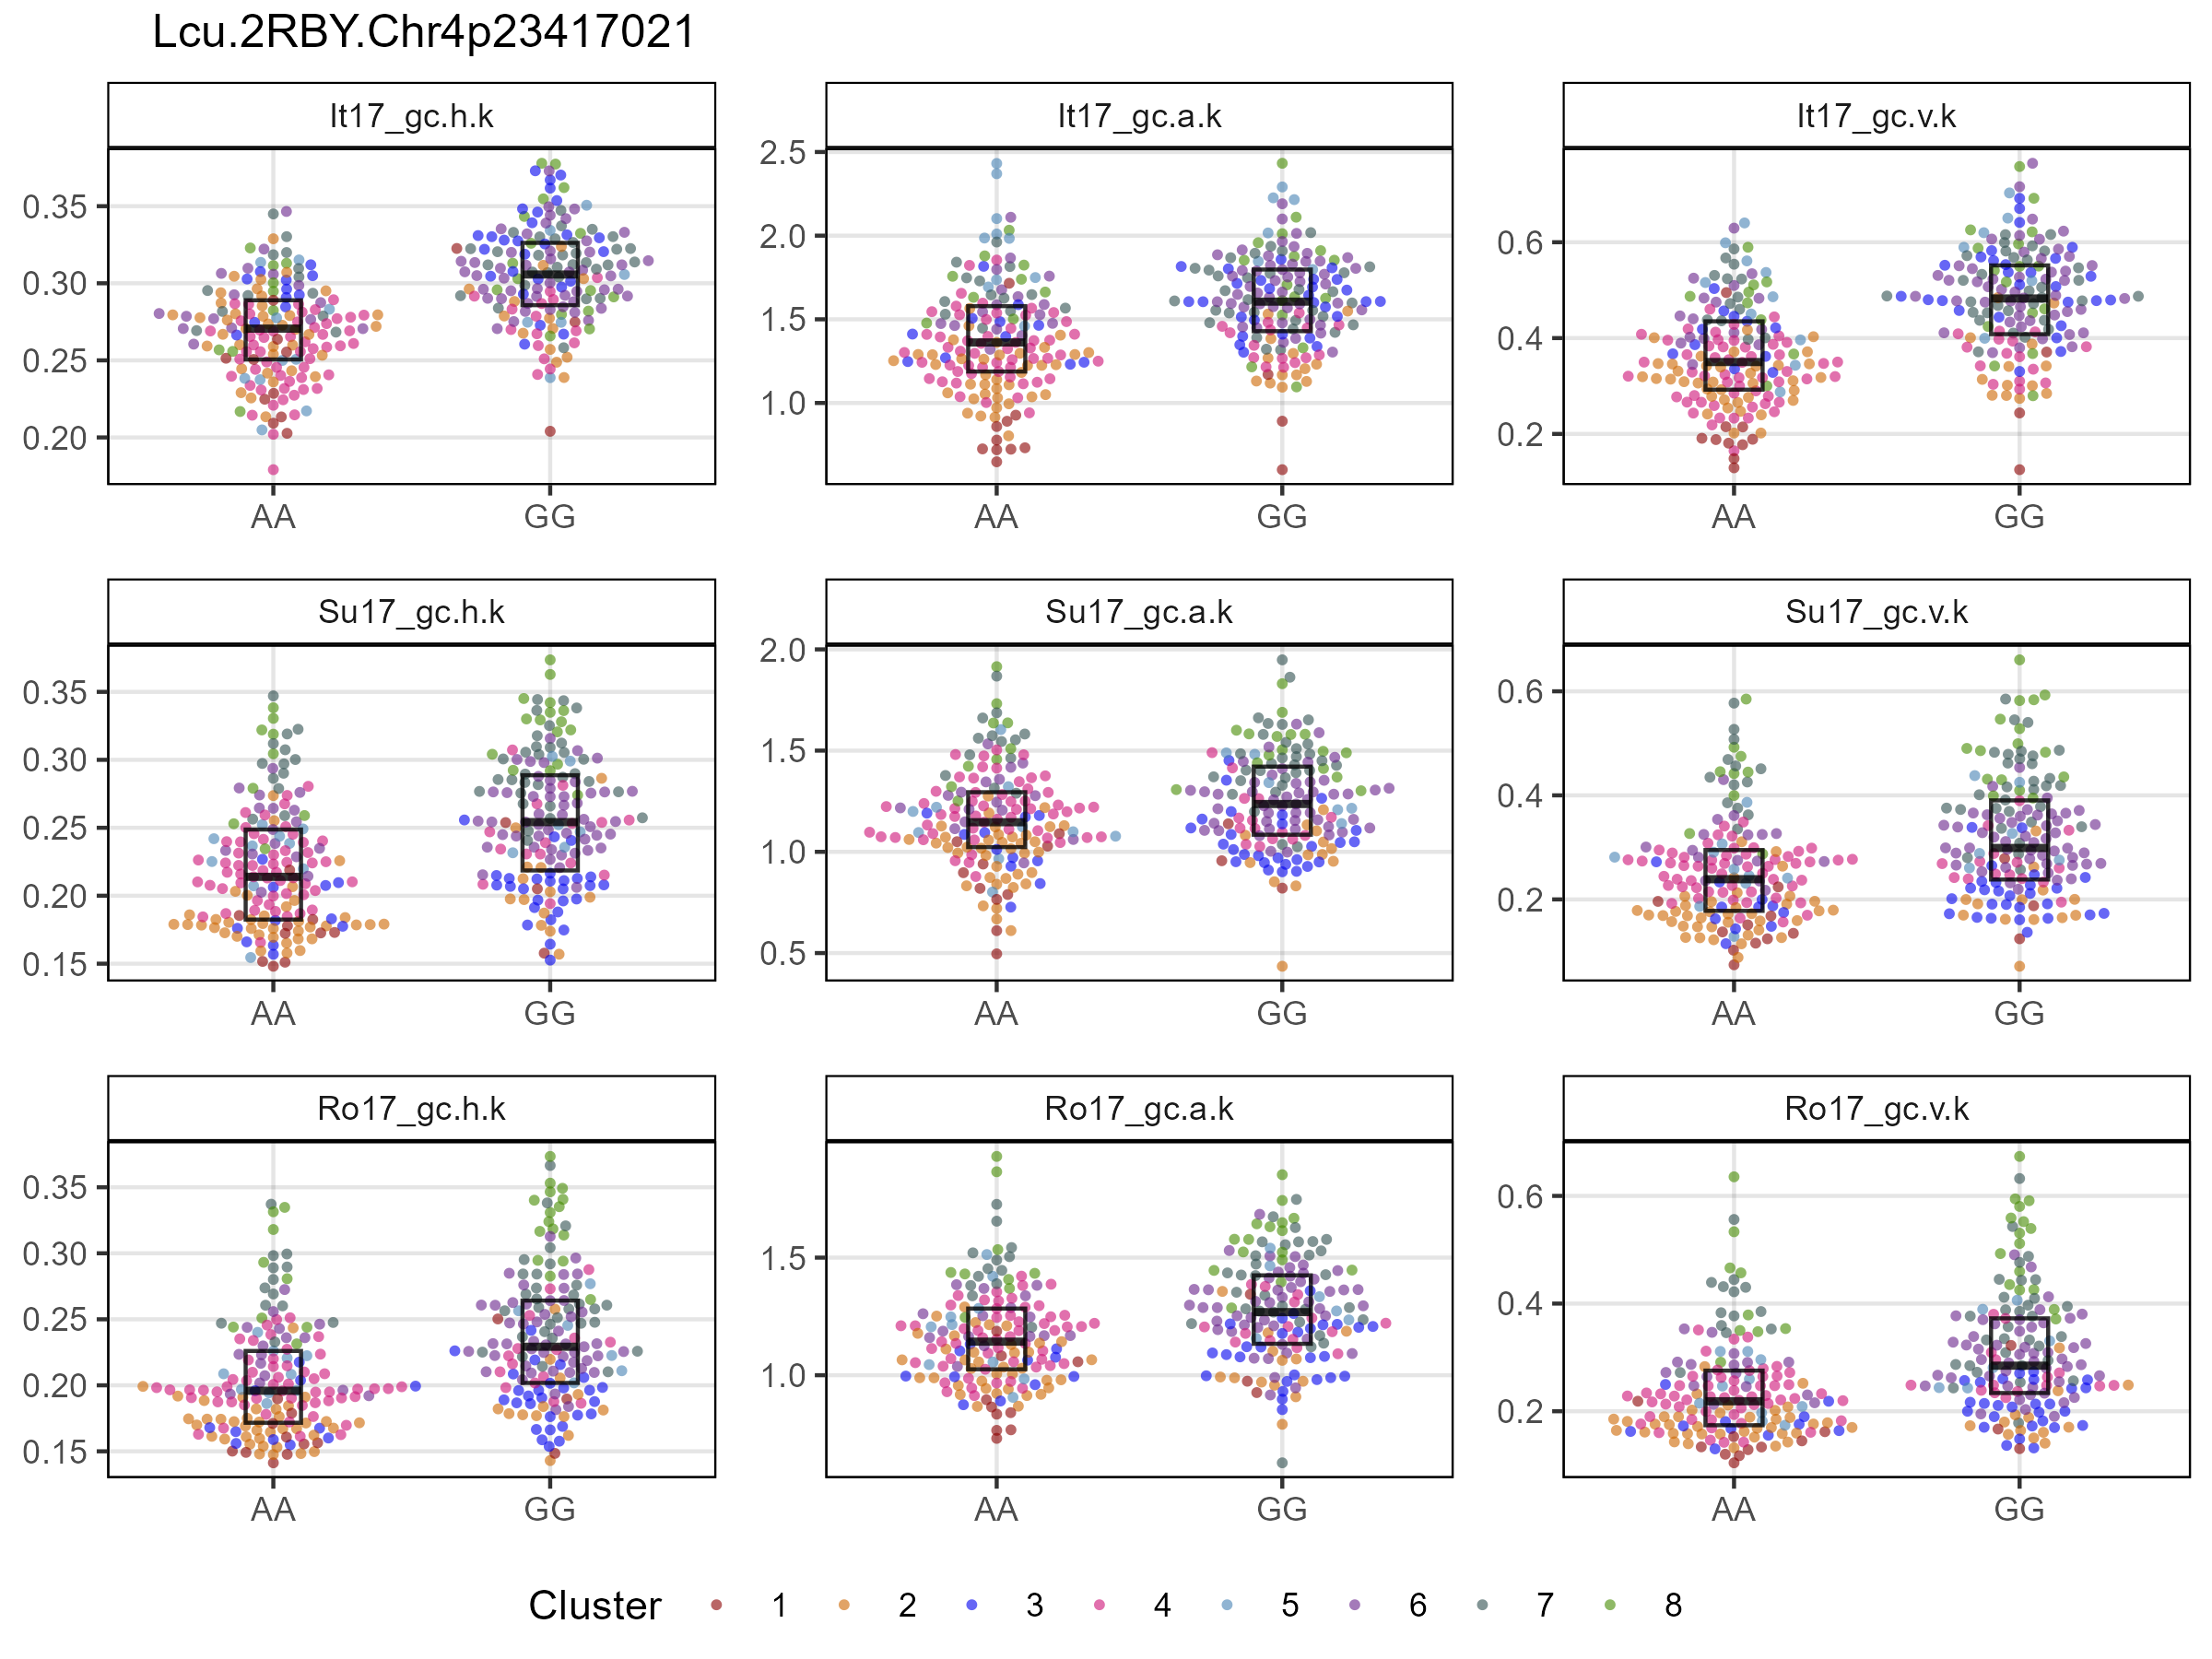 Lcu.2RBY.Chr4p23417021
It17_gc.h.k
It17_gc.a.k
It17_gc.v.k
0.35
0.30
0.25
0.20
AA GG
2.5
2.0
1.5
1.0
AA GG
0.6
0.4
0.2
AA GG
Su17_gc.h.k
Su17_gc.a.k
Su17_gc.v.k
0.35
0.30
0.25
0.20
0.15
AA GG
2.0
1.5
1.0
0.5
AA GG
0.6
0.4
0.2
AA GG
Ro17_gc.h.k
Ro17_gc.a.k
Ro17_gc.v.k
0.35
0.30
0.25
0.20
0.15
AA GG
1.5
1.0
AA GG
0.6
0.4
0.2
AA GG
Cluster 1 2 3 4 5 6 7 8